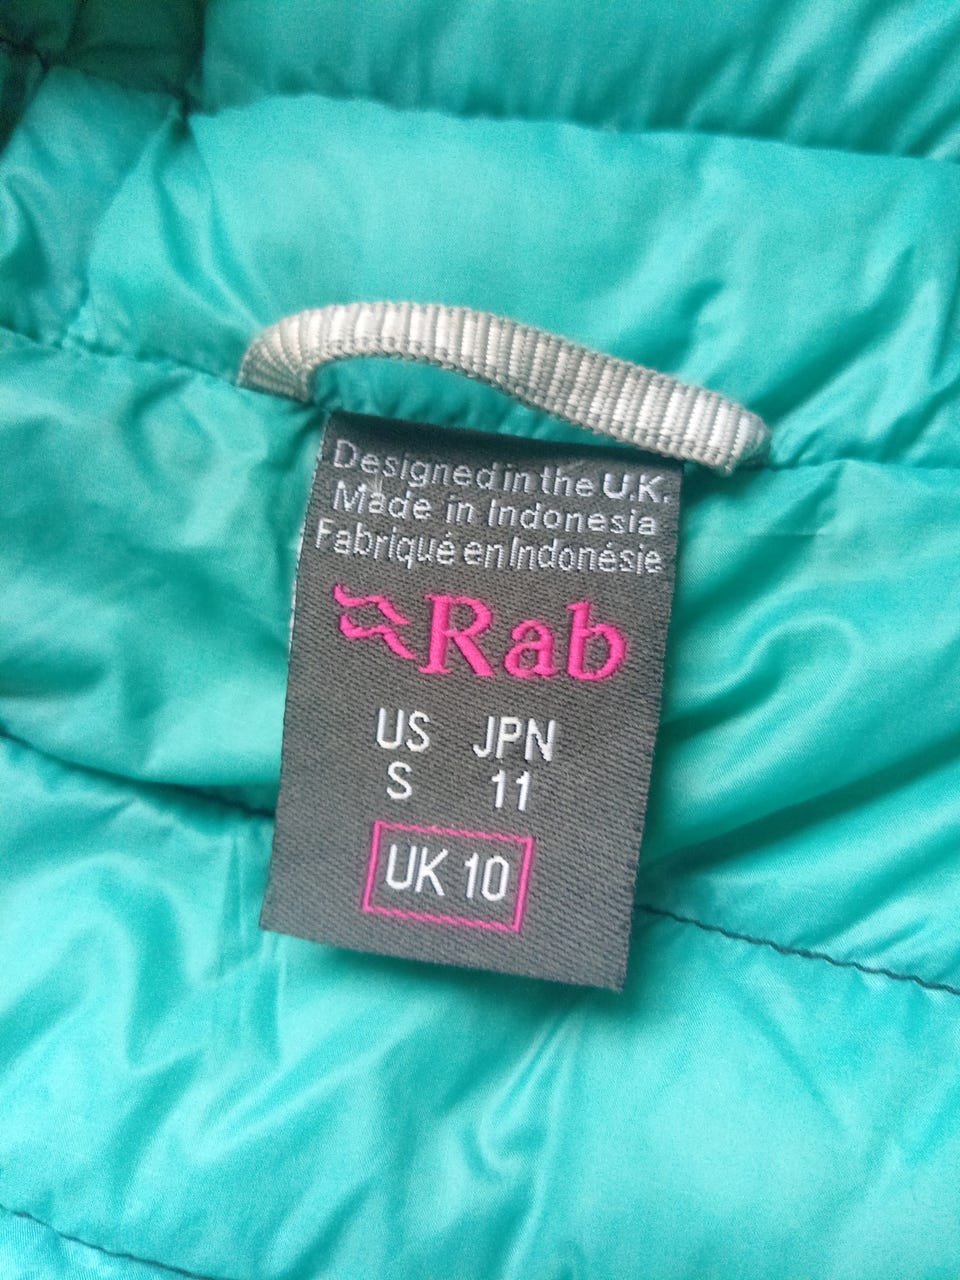 Designed in the U.K.
Made in Indonesia
Fabriqué en Indonésie
Rab
US JPN
S 11
UK 10